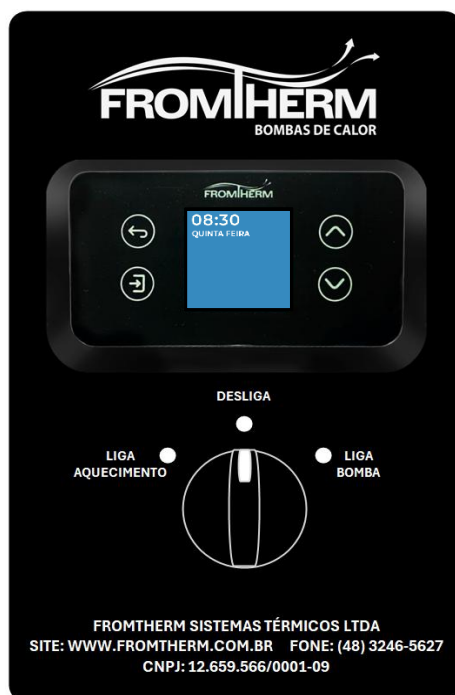 FROMTHERM
BOMBAS DE CALOR
FROMTHERM
08:30
QUINTA FEIRA
DESLIGA
LIGA
AQUECIMENTO
LIGA
BOMBA
FROMTHERM SISTEMAS TÉRMICOS LTDA
SITE: WWW.FROMTHERM.COM.BR FONE: (48) 3246-5627
CNPJ: 12.659.566/0001-09